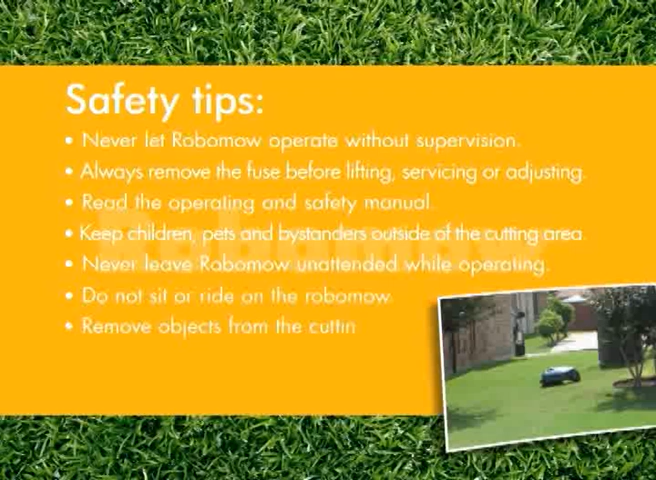 Safety tips:
• Never let Robomow operate without supervision.
• Always remove the fuse before lifting, servicing or adjusting.
• Read the operating and safety manual.
• Keep children, pets and bystanders outside of the cutting area.
• Never leave Robomow unattended while operating.
• Do not sit or ride on the robomow.
• Remove objects from the cuttin